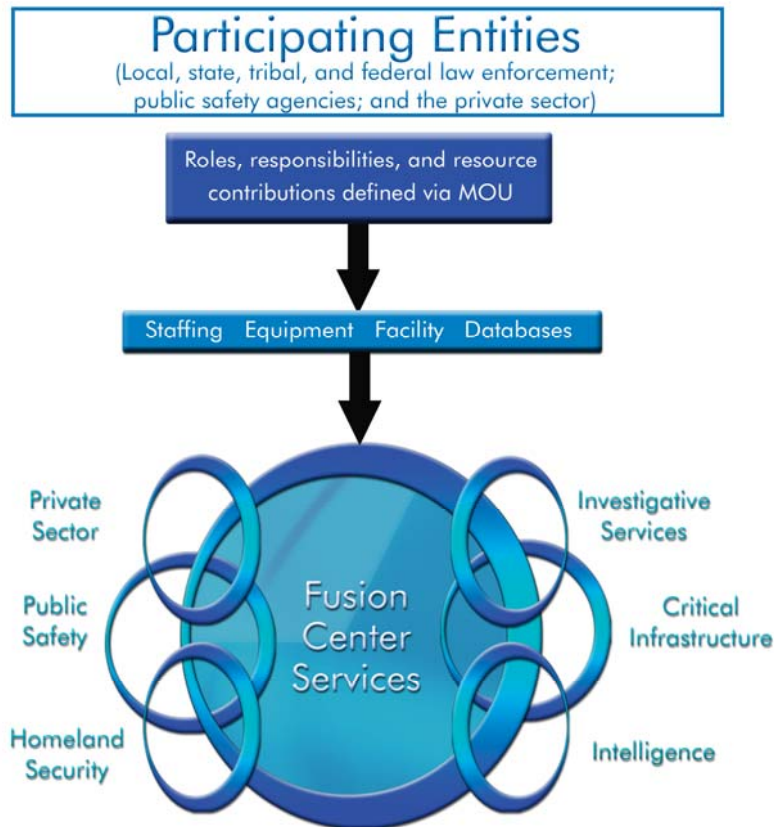 Participating Entities
(Local, state, tribal, and federal law enforcement;
public safety agencies; and the private sector)
Roles, responsibilities, and resource
contributions defined via MOU
Staffing Equipment Facility Databases
Private
Sector
Public
Safety
Homeland
Security
Fusion
Center
Services
Investigative
Services
Critical
Infrastructure
Intelligence